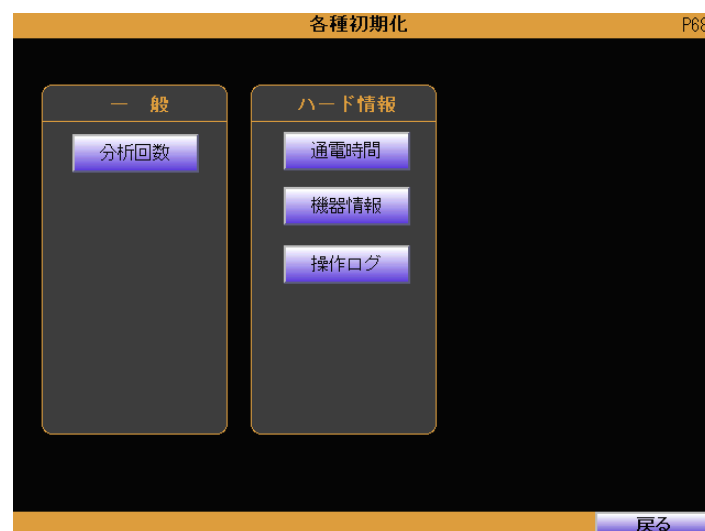 各種初期化
P68
一 般
分析回数
ハード情報
通電時間
機器情報
操作ログ
戻る